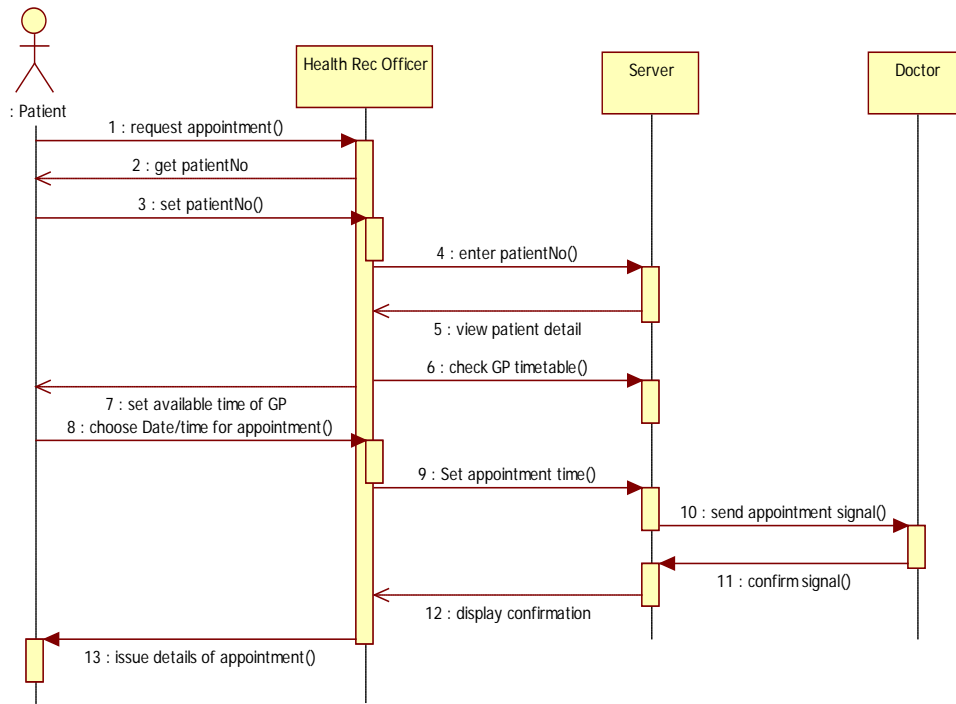 Health Rec Officer
Server
Doctor
: Patient
1 : request appointment()
2 : get patientNo
3 : set patientNo()
4 : enter patientNo()
5 : view patient detail
6 : check GP timetable()
7 : set available time of GP
8 : choose Date/time for appointment()
9 : Set appointment time()
10 : send appointment signal()
11 : confirm signal()
12 : display confirmation
13 : issue details of appointment()